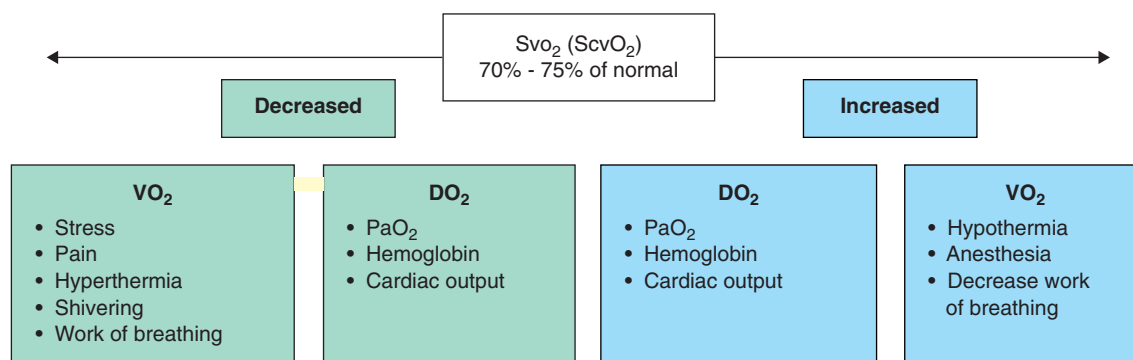 Svo₂ (ScvO₂)
70% - 75% of normal
Decreased
Increased
VO₂
• Stress
• Pain
• Hyperthermia
• Shivering
• Work of breathing
DO₂
• PaO₂
• Hemoglobin
• Cardiac output
DO₂
• PaO₂
• Hemoglobin
• Cardiac output
VO₂
• Hypothermia
• Anesthesia
• Decrease work
of breathing